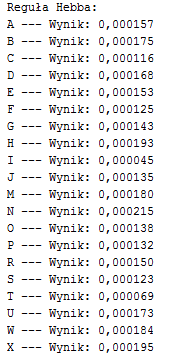 Reguła Hebba:
A --- Wynik: 0,000157
B --- Wynik: 0,000175
C --- Wynik: 0,000116
D --- Wynik: 0,000168
E --- Wynik: 0,000153
F --- Wynik: 0,000125
G --- Wynik: 0,000143
H --- Wynik: 0,000193
I --- Wynik: 0,000045
J --- Wynik: 0,000135
M --- Wynik: 0,000180
N --- Wynik: 0,000215
O --- Wynik: 0,000138
P --- Wynik: 0,000132
R --- Wynik: 0,000150
S --- Wynik: 0,000123
T --- Wynik: 0,000069
U --- Wynik: 0,000173
W --- Wynik: 0,000184
X --- Wynik: 0,000195